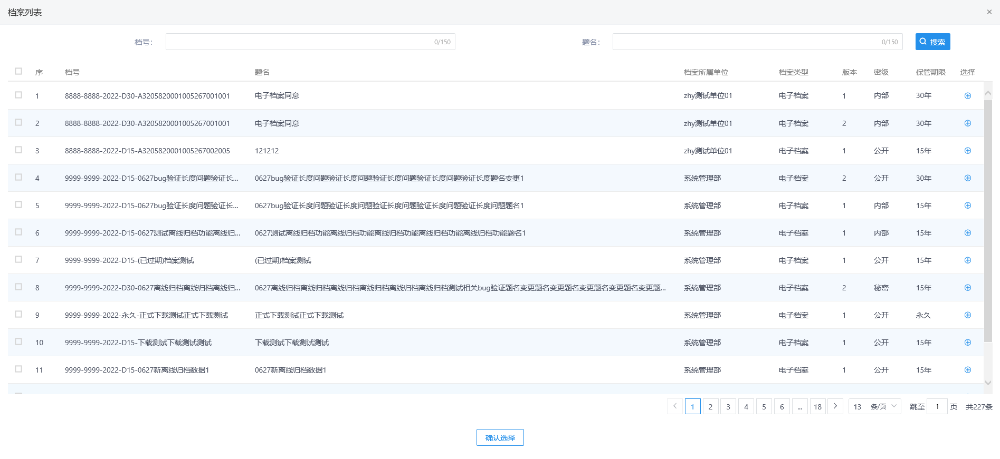 档案列表
档号： 0/150 题名： 0/150 搜索
序 档号 题名 档案所属单位 档案类型 版本 密级 保管期限 选择
1 8888-8888-2022-D30-A3205820001005267001001 电子档案同意 zhy测试单位01 电子档案 1 内部 30年
2 8888-8888-2022-D30-A3205820001005267001001 电子档案同意 zhy测试单位01 电子档案 2 内部 30年
3 8888-8888-2022-D15-A3205820001005267002005 121212 zhy测试单位01 电子档案 1 公开 15年
4 9999-9999-2022-D15-0627bug验证长度问题验证长... 0627bug验证长度问题验证长度问题验证长度问题验证长度问题验证长度题名变更1 系统管理部 电子档案 2 公开 30年
5 9999-9999-2022-D15-0627bug验证长度问题验证长... 0627bug验证长度问题验证长度问题验证长度问题验证长度问题验证长度问题题名1 系统管理部 电子档案 1 内部 15年
6 9999-9999-2022-D15-0627测试离线归档功能离线归... 0627测试离线归档功能离线归档功能离线归档功能离线归档功能离线归档功能题名1 系统管理部 电子档案 1 内部 15年
7 9999-9999-2022-D15-(已过期)档案测试 (已过期)档案测试 系统管理部 电子档案 1 公开 15年
8 9999-9999-2022-D30-0627离线归档离线归档离线归... 0627离线归档离线归档离线归档离线归档离线归档离线归档测试相关bug验证题名变更题名变更题名变更题名变更题名变更题... 系统管理部 电子档案 2 秘密 15年
9 9999-9999-2022-永久-正式下载测试正式下载测试 正式下载测试正式下载测试 系统管理部 电子档案 1 公开 永久
10 9999-9999-2022-D15-下载测试下载测试测试 下载测试下载测试测试 系统管理部 电子档案 1 公开 15年
11 9999-9999-2022-D15-0627新离线归档数据1 0627新离线归档数据1 系统管理部 电子档案 1 公开 15年
1 2 3 4 5 6 ... 18 13 条/页 跳至 1 页 共227条
确认选择